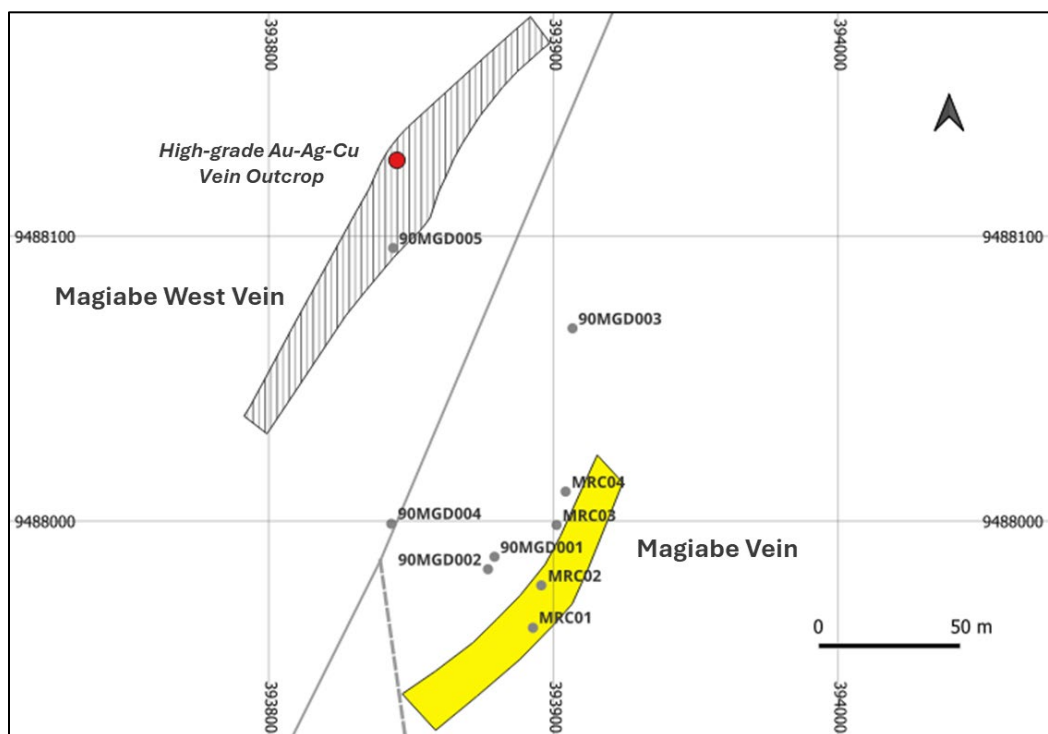 393800
393900
394000
High-grade Au-Ag-Cu
Vein Outcrop
9488100
90MGD005
9488100
Magiabe West Vein
90MGD003
MRC04
9488000
90MGD004
MRC03
9488000
90MGD001
Magiabe Vein
90MGD002
MRC02
MRC01
0
50 m
393800
393900
394000